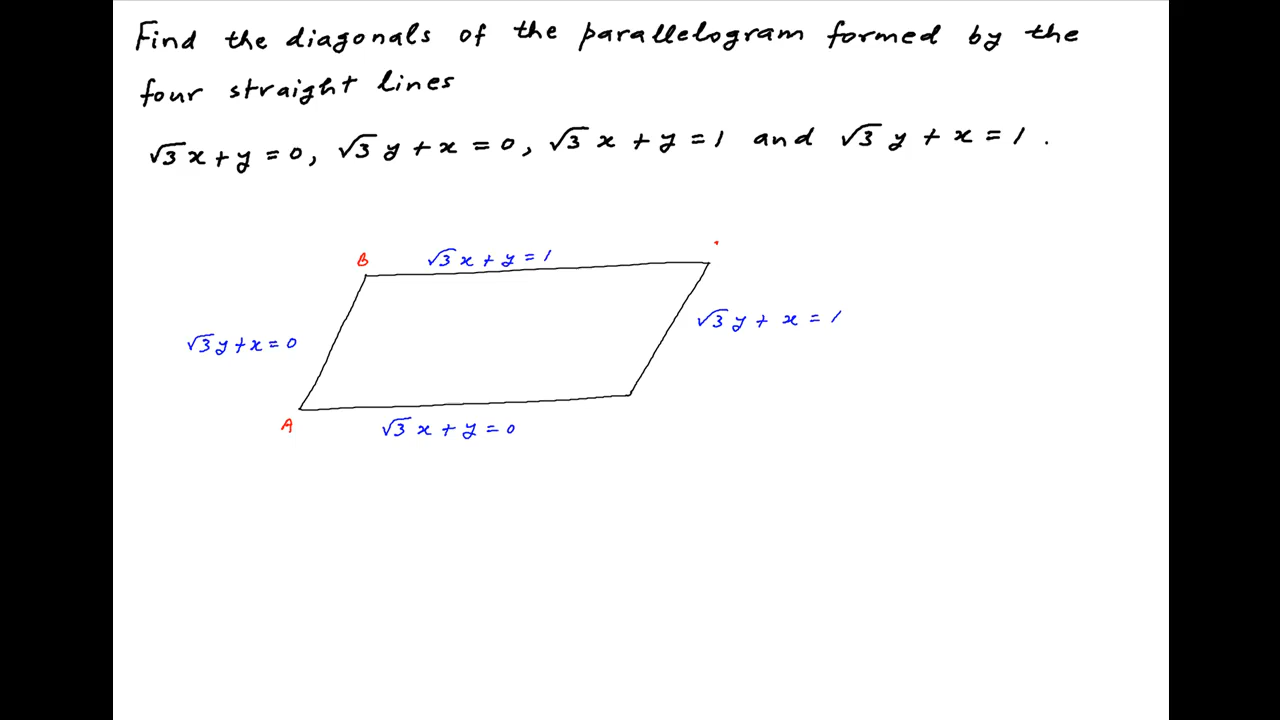 Find the diagonals of the parallelogram formed by the
four straight lines
√3 x + y = 0, √3 y + x = 0, √3 x + y = 1 and √3 y + x = 1 .
B
√3 x + y = 1
√3 y + x = 1
√3 y + x = 0
A
√3 x + y = 0